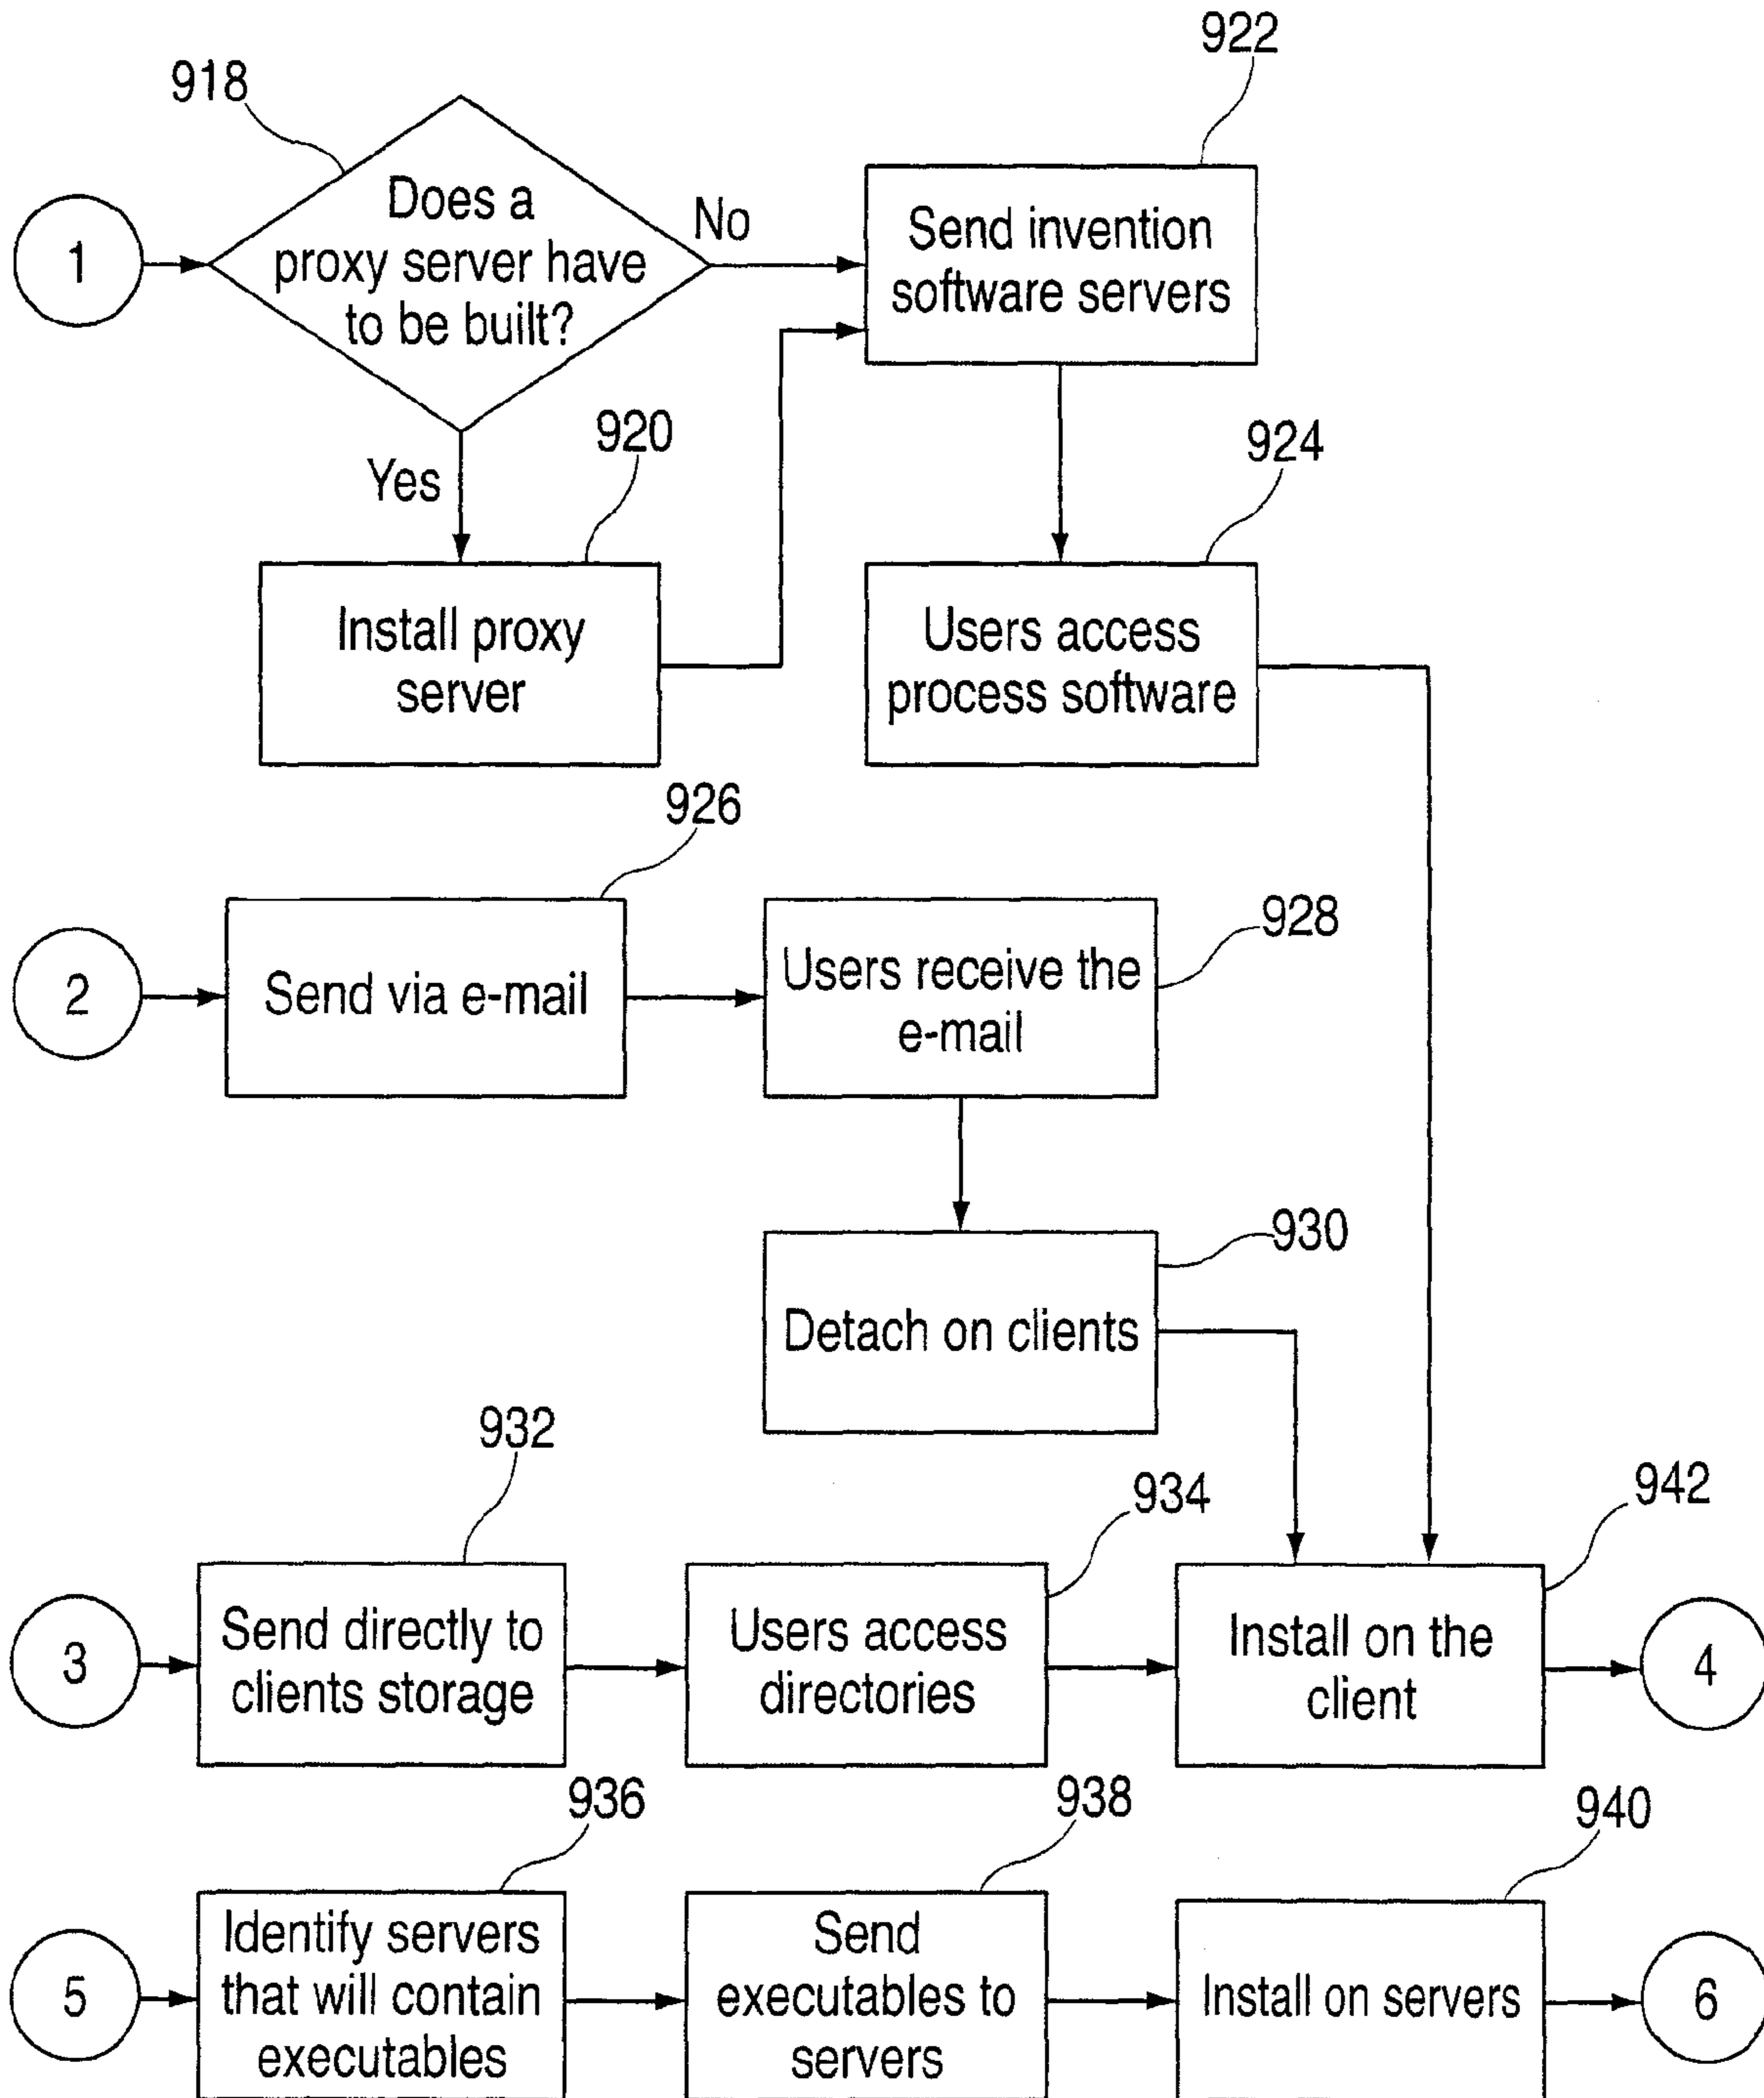 922
918
Does a
proxy server have
to be built?
No
1
Send invention
software servers
920
924
Yes
Install proxy
server
Users access
process software
926
928
2
Send via e-mail
Users receive the
e-mail
930
Detach on clients
932
934
942
3
Send directly to
clients storage
Users access
directories
Install on the
client
4
936
938
940
5
Identify servers
that will contain
executables
Send
executables to
servers
Install on servers
6